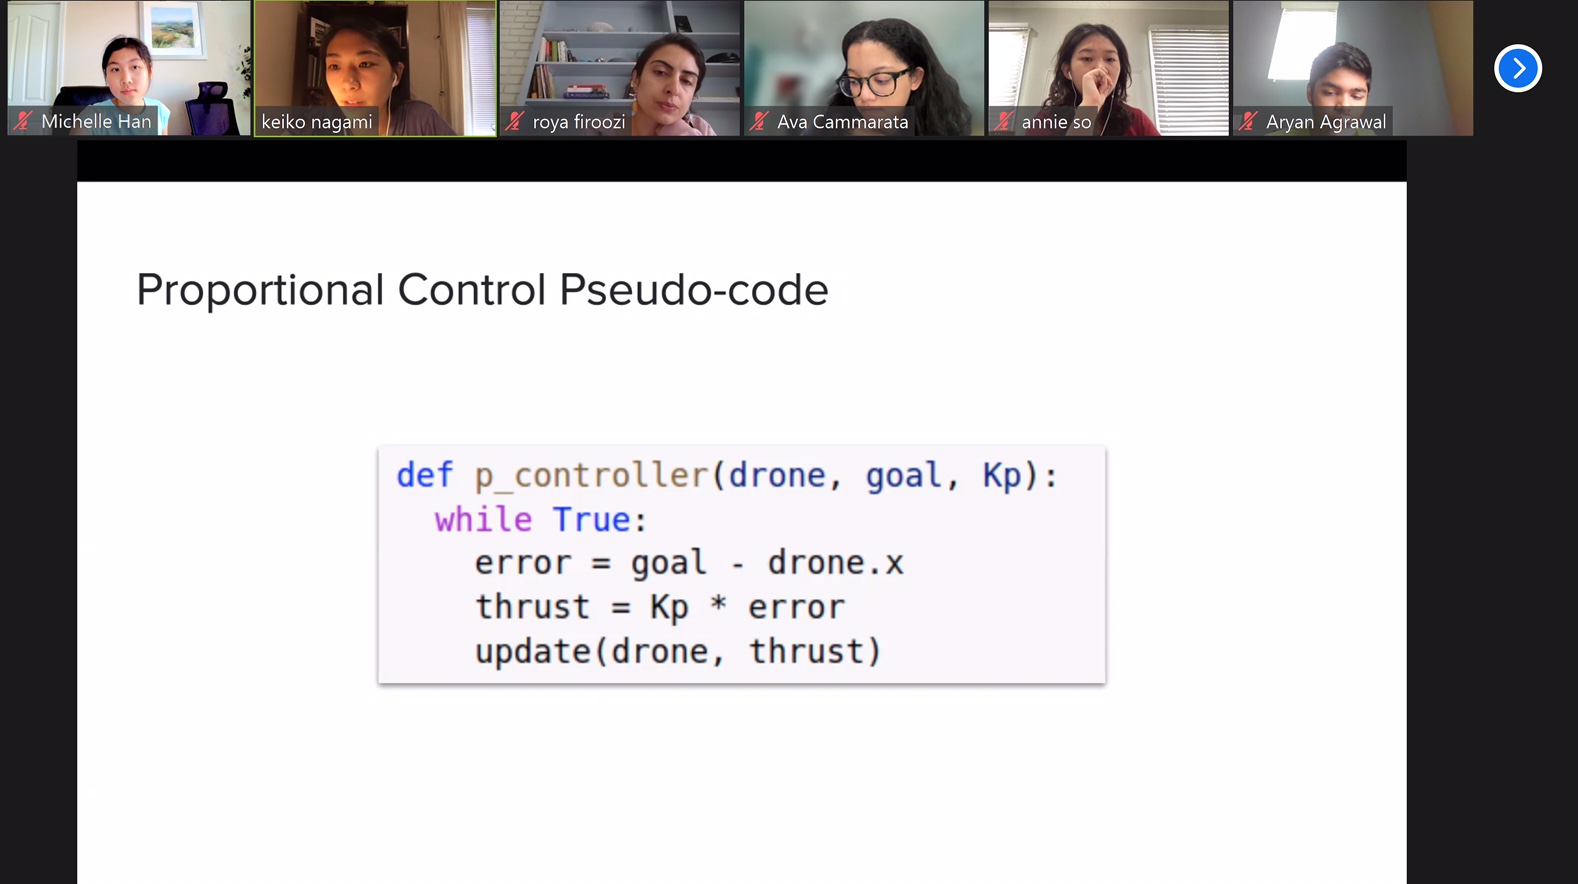 Michelle Han
keiko nagami
roya firoozi
Ava Cammarata
annie so
Aryan Agrawal
Proportional Control Pseudo-code
def p_controller(drone, goal, Kp):
while True:
error = goal - drone.x
thrust = Kp * error
update(drone, thrust)